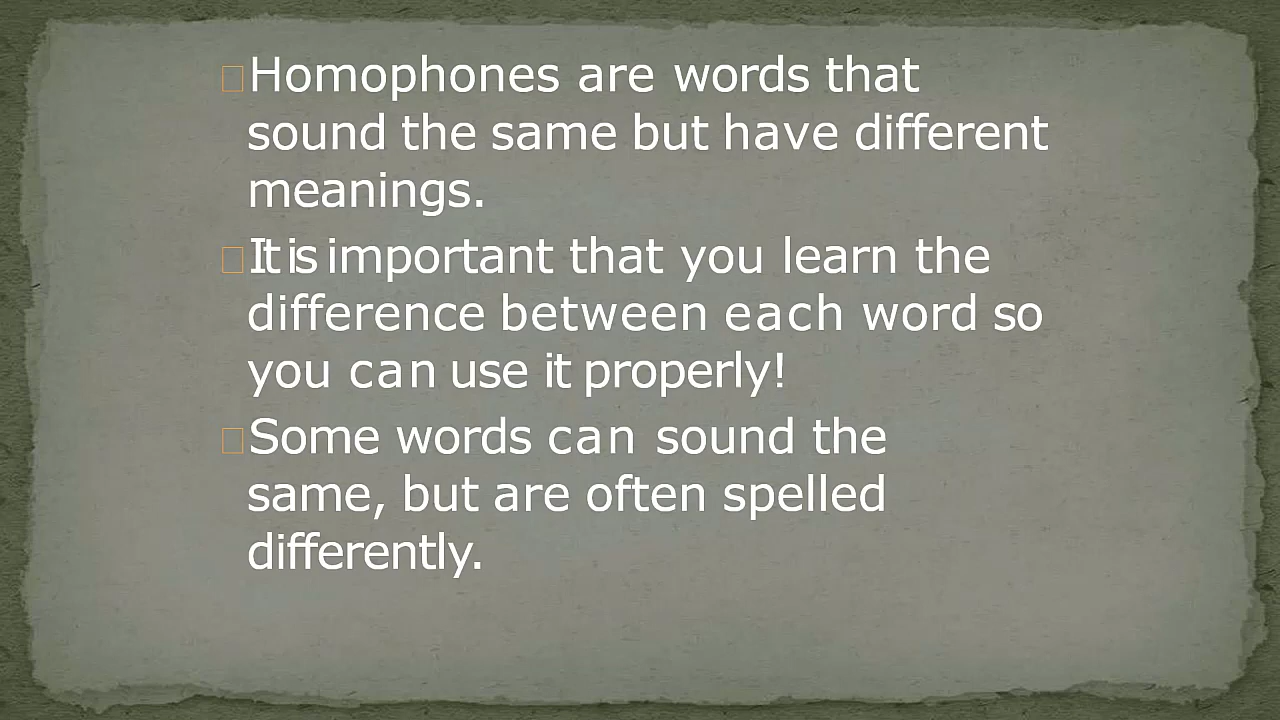 Homophones are words that
sound the same but have different
meanings.
It is important that you learn the
difference between each word so
you can use it properly!
Some words can sound the
same, but are often spelled
differently.